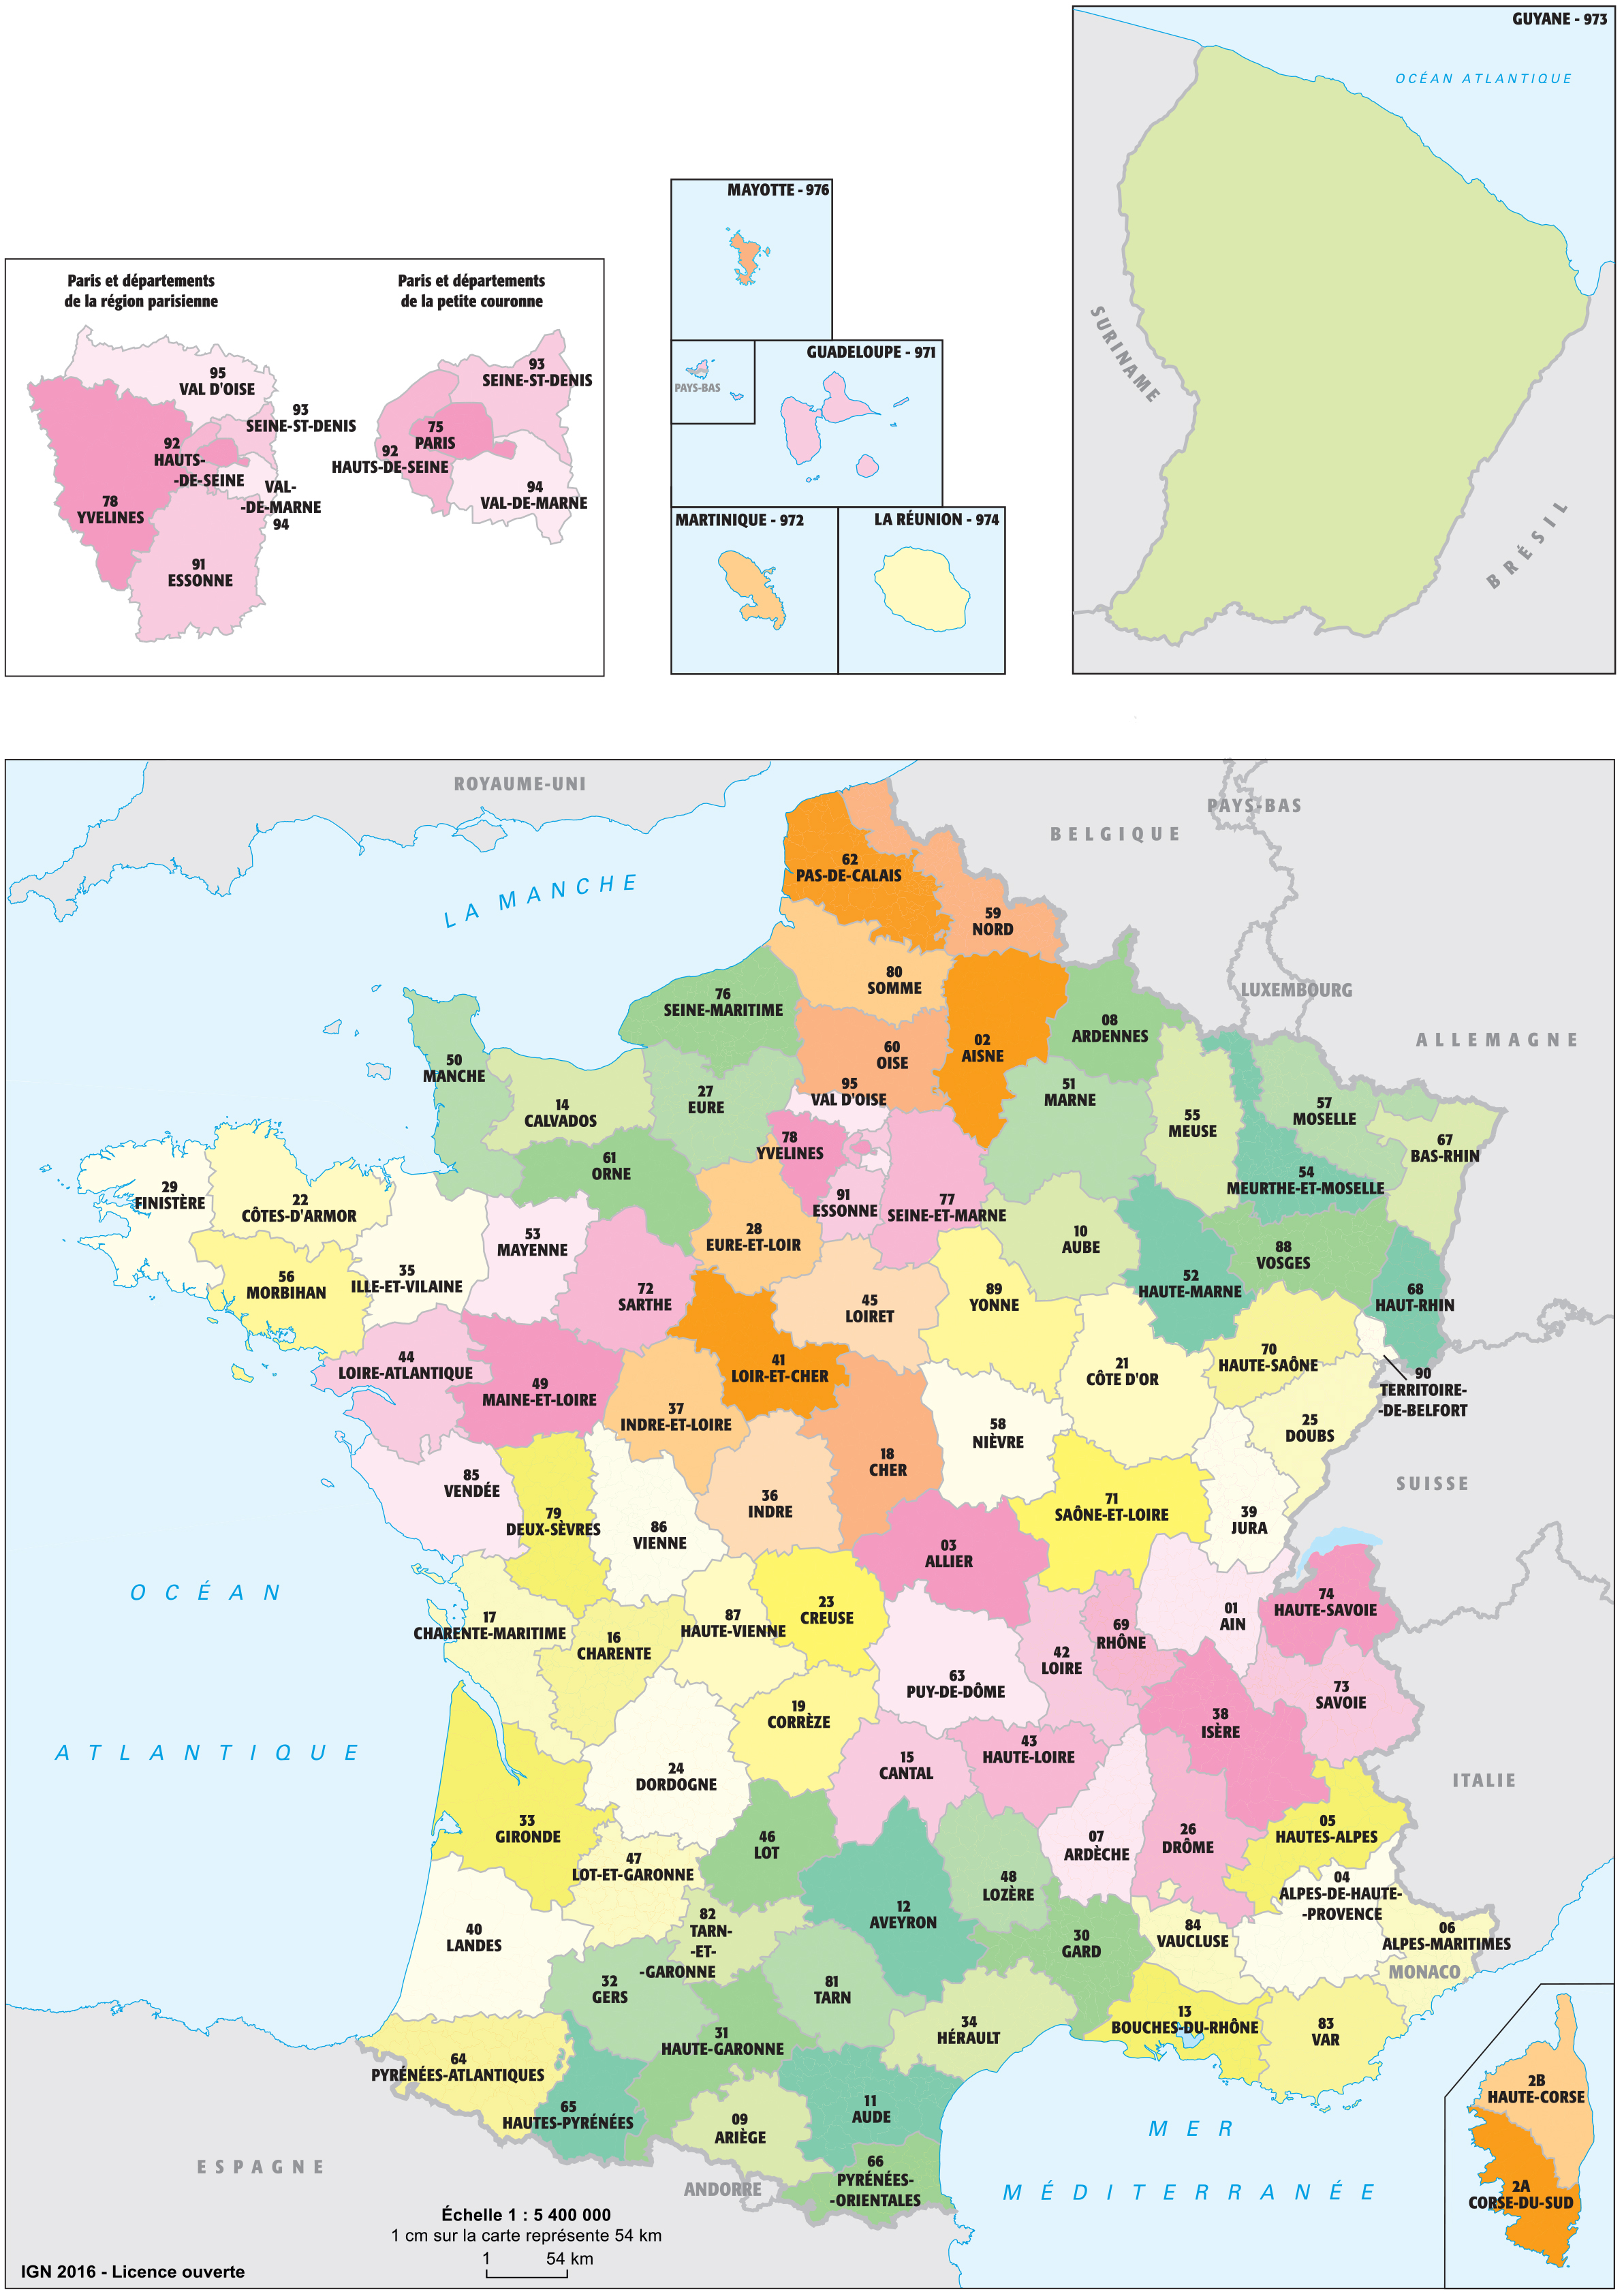 GUYANE - 973
OCÉAN ATLANTIQUE
SURINAME
BRÉSIL
MAYOTTE - 976
GUADELOUPE - 971
PAYS-BAS
MARTINIQUE - 972
LA RÉUNION - 974
Paris et départements
de la région parisienne
95
VAL D'OISE
93
SEINE-ST-DENIS
92
HAUTS-
-DE-SEINE
VAL-
-DE-MARNE
94
78
YVELINES
91
ESSONNE
Paris et départements
de la petite couronne
93
SEINE-ST-DENIS
75
PARIS
92
HAUTS-DE-SEINE
94
VAL-DE-MARNE
ROYAUME-UNI
PAYS-BAS
BELGIQUE
LA MANCHE
LUXEMBOURG
ALLEMAGNE
62
PAS-DE-CALAIS
59
NORD
80
SOMME
76
SEINE-MARITIME
60
OISE
02
AISNE
08
ARDENNES
50
MANCHE
14
CALVADOS
27
EURE
95
VAL D'OISE
51
MARNE
55
MEUSE
57
MOSELLE
67
BAS-RHIN
78
YVELINES
61
ORNE
54
MEURTHE-ET-MOSELLE
29
FINISTÈRE
22
CÔTES-D'ARMOR
91
ESSONNE
77
SEINE-ET-MARNE
53
MAYENNE
28
EURE-ET-LOIR
10
AUBE
88
VOSGES
35
ILLE-ET-VILAINE
56
MORBIHAN
72
SARTHE
45
LOIRET
89
YONNE
52
HAUTE-MARNE
68
HAUT-RHIN
44
LOIRE-ATLANTIQUE
49
MAINE-ET-LOIRE
41
LOIR-ET-CHER
21
CÔTE D'OR
70
HAUTE-SAÔNE
90
TERRITOIRE-
-DE-BELFORT
37
INDRE-ET-LOIRE
58
NIÈVRE
25
DOUBS
18
CHER
SUISSE
85
VENDÉE
79
DEUX-SÈVRES
86
VIENNE
36
INDRE
71
SAÔNE-ET-LOIRE
39
JURA
03
ALLIER
OCÉAN
ATLANTIQUE
17
CHARENTE-MARITIME
16
CHARENTE
87
HAUTE-VIENNE
23
CREUSE
01
AIN
74
HAUTE-SAVOIE
69
RHÔNE
42
LOIRE
63
PUY-DE-DÔME
73
SAVOIE
19
CORRÈZE
38
ISÈRE
43
HAUTE-LOIRE
15
CANTAL
24
DORDOGNE
ITALIE
33
GIRONDE
46
LOT
07
ARDÈCHE
26
DRÔME
05
HAUTES-ALPES
47
LOT-ET-GARONNE
48
LOZÈRE
04
ALPES-DE-HAUTE-
-PROVENCE
12
AVEYRON
82
TARN-
-ET-
-GARONNE
40
LANDES
30
GARD
84
VAUCLUSE
06
ALPES-MARITIMES
MONACO
32
GERS
81
TARN
34
HÉRAULT
13
BOUCHES-DU-RHÔNE
83
VAR
31
HAUTE-GARONNE
64
PYRÉNÉES-ATLANTIQUES
65
HAUTES-PYRÉNÉES
09
ARIÈGE
11
AUDE
66
PYRÉNÉES-
-ORIENTALES
2B
HAUTE-CORSE
2A
CORSE-DU-SUD
MER
MÉDITERRANÉE
ESPAGNE
ANDORRE
Échelle 1 : 5 400 000
1 cm sur la carte représente 54 km
1 54 km
IGN 2016 - Licence ouverte